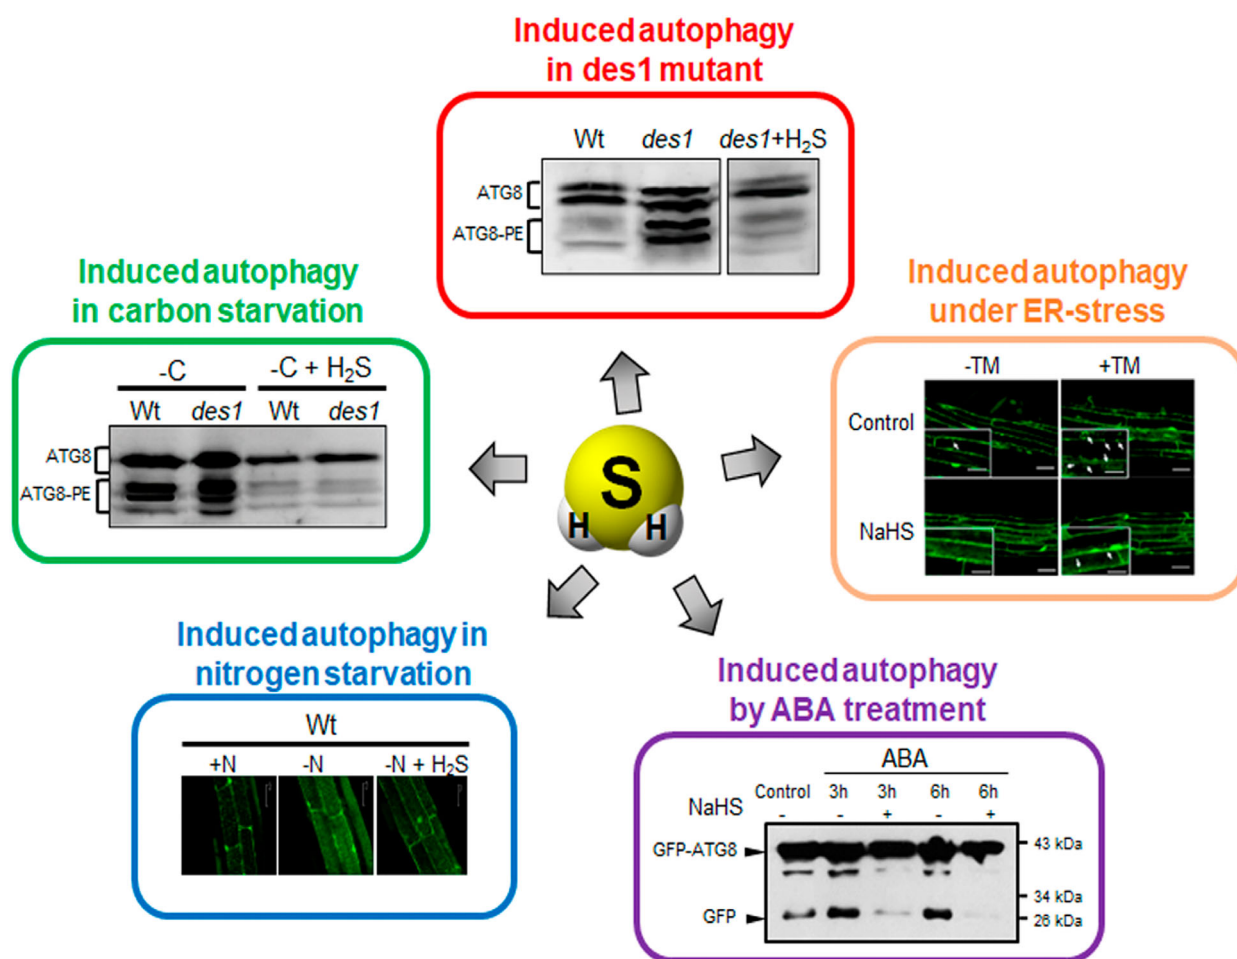 Induced autophagy
in des1 mutant
Wt des1 des1+H₂S
ATG8
ATG8-PE
Induced autophagy
in carbon starvation
-C -C + H₂S
Wt des1 Wt des1
ATG8
ATG8-PE
Induced autophagy
under ER-stress
-TM +TM
Control
NaHS
S
H H
Induced autophagy in
nitrogen starvation
Wt
+N -N -N + H₂S
Induced autophagy
by ABA treatment
ABA
Control 3h 3h 6h 6h
NaHS - - + - +
GFP-ATG8
GFP
43 kDa
34 kDa
26 kDa